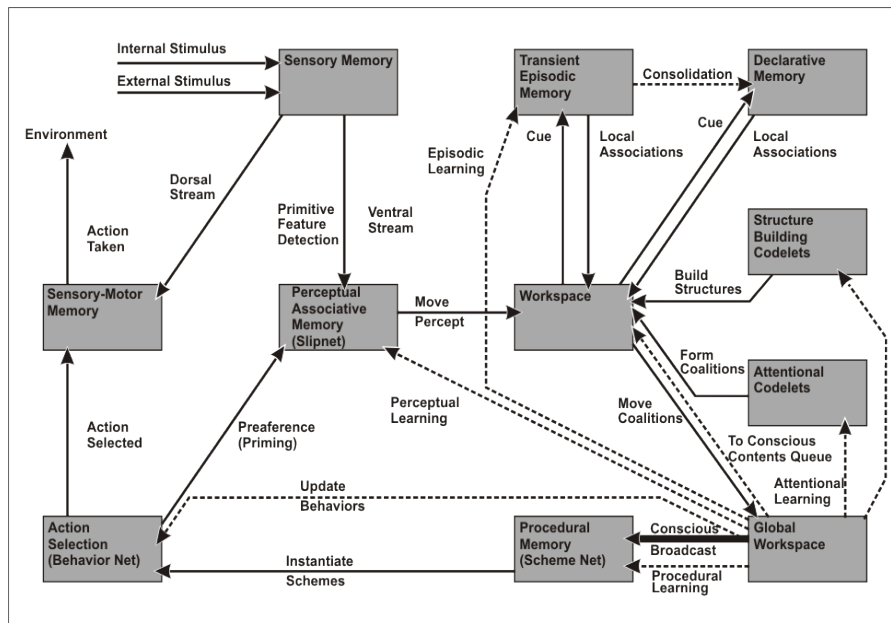 Internal Stimulus
External Stimulus
Sensory Memory
Transient
Episodic
Memory
Consolidation
Declarative
Memory
Environment
Dorsal
Stream
Episodic
Learning
Cue
Local
Associations
Cue
Local
Associations
Action
Taken
Primitive
Feature
Detection
Ventral
Stream
Structure
Building
Codelets
Sensory-Motor
Memory
Perceptual
Associative
Memory
(Slipnet)
Move
Percept
Workspace
Build
Structures
Form
Coalitions
Attentional
Codelets
Action
Selected
Preaference
(Priming)
Perceptual
Learning
Move
Coalitions
To Conscious
Contents Queue
Attentional
Learning
Update
Behaviors
Action
Selection
(Behavior Net)
Instantiate
Schemes
Procedural
Memory
(Scheme Net)
Conscious
Broadcast
Procedural
Learning
Global
Workspace